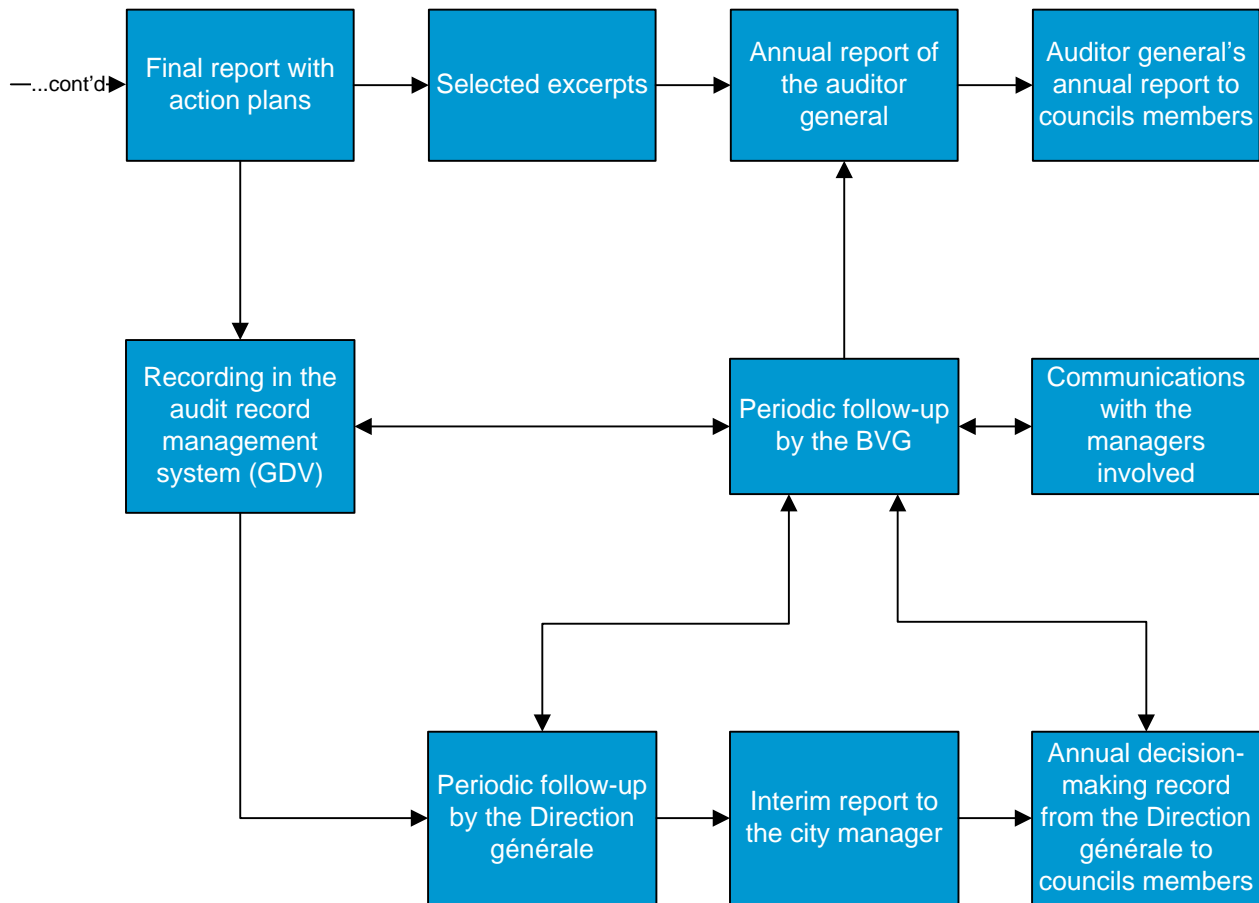 ...cont'd
Final report with
action plans
Selected excerpts
Annual report of
the auditor
general
Auditor general's
annual report to
councils members
Recording in the
audit record
management
system (GDV)
Periodic follow-up
by the BVG
Communications
with the
managers
involved
Periodic follow-up
by the Direction
générale
Interim report to
the city manager
Annual decision-
making record
from the Direction
générale to
councils members